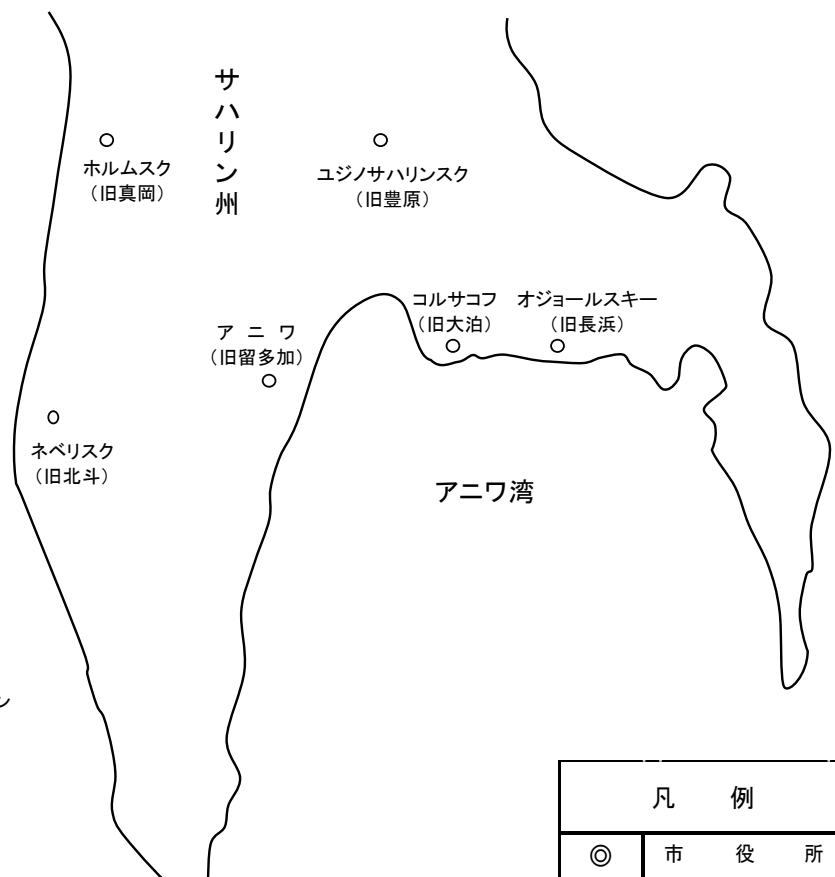 サハリン州
ホルムスク
（旧真岡）
ユジノサハリンスク
（旧豊原）
コルサコフ
（旧大泊）
オジョールスキー
（旧長浜）
アニワ
（旧留多加）
ネベリスク
（旧北斗）
アニワ湾
凡　例
◎　市　役　所